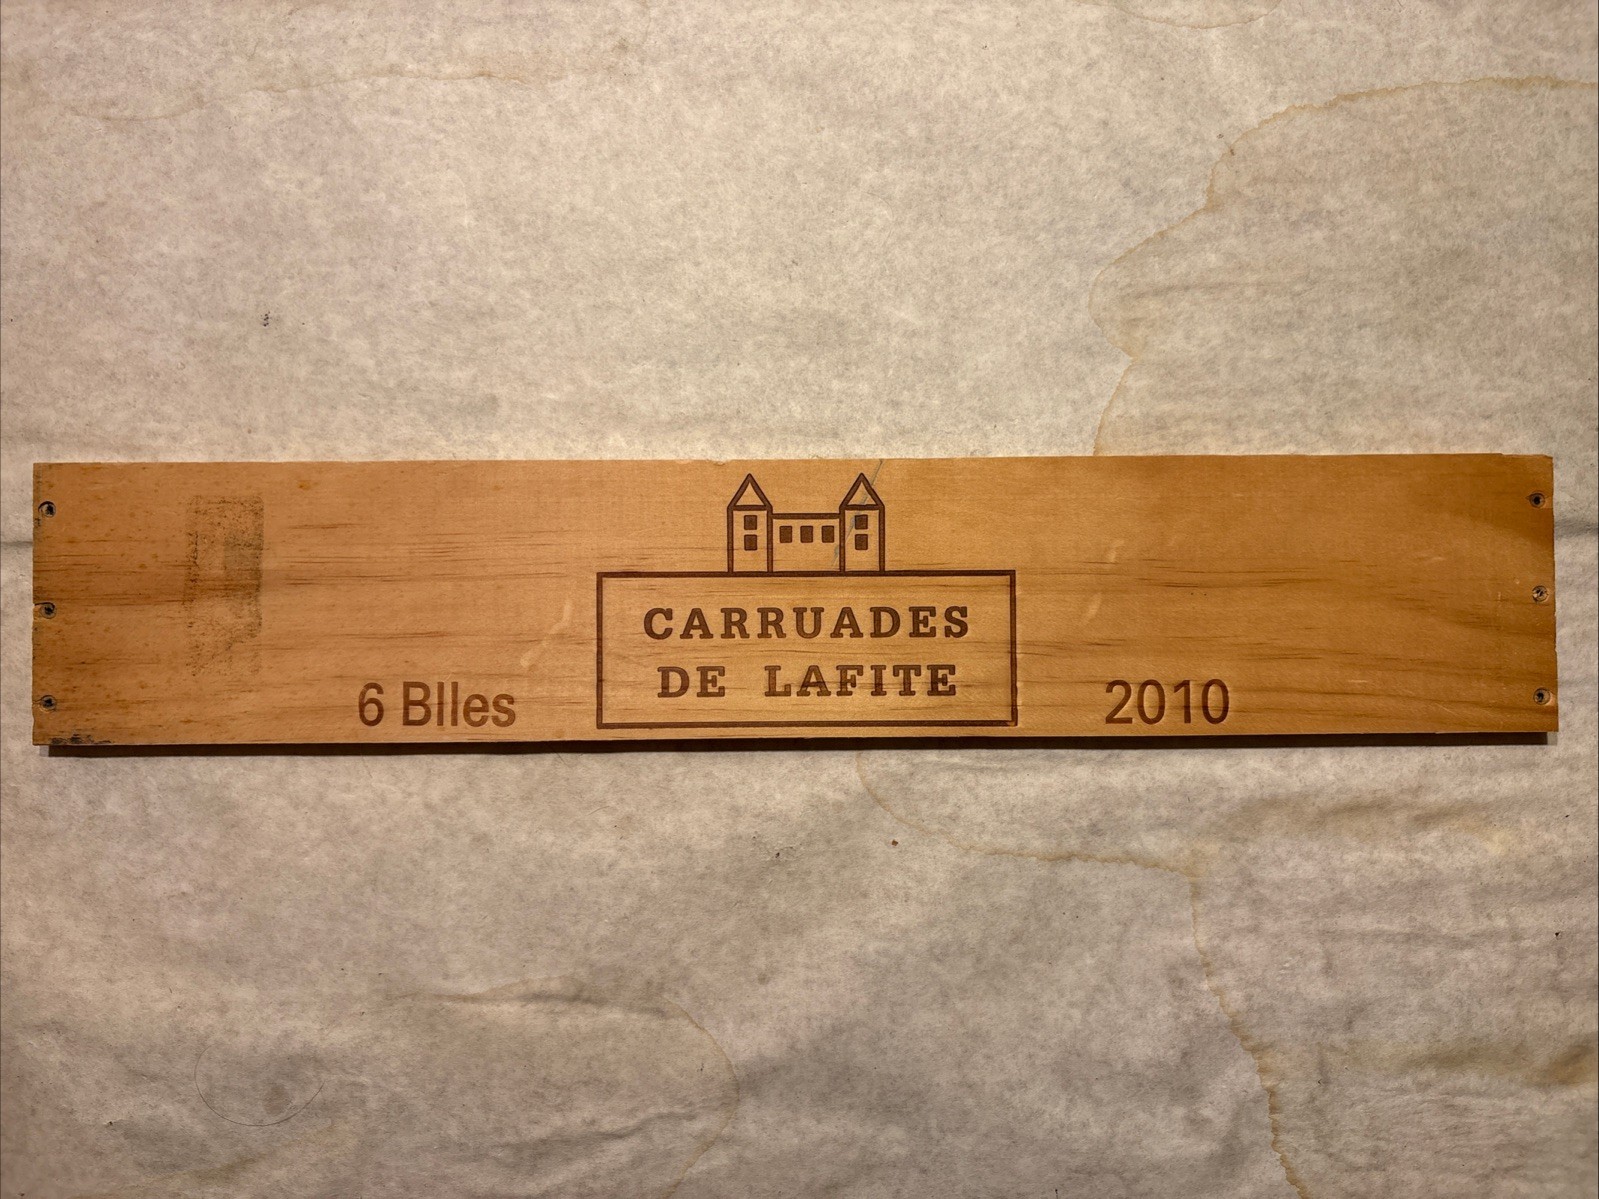 CARRUADES
DE LAFITE
6 Blles
2010